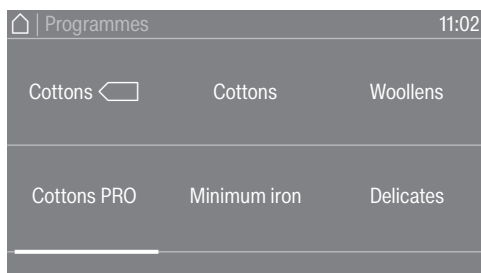 Programmes 11:02
Cottons Cottons Woollens
Cottons PRO Minimum iron Delicates